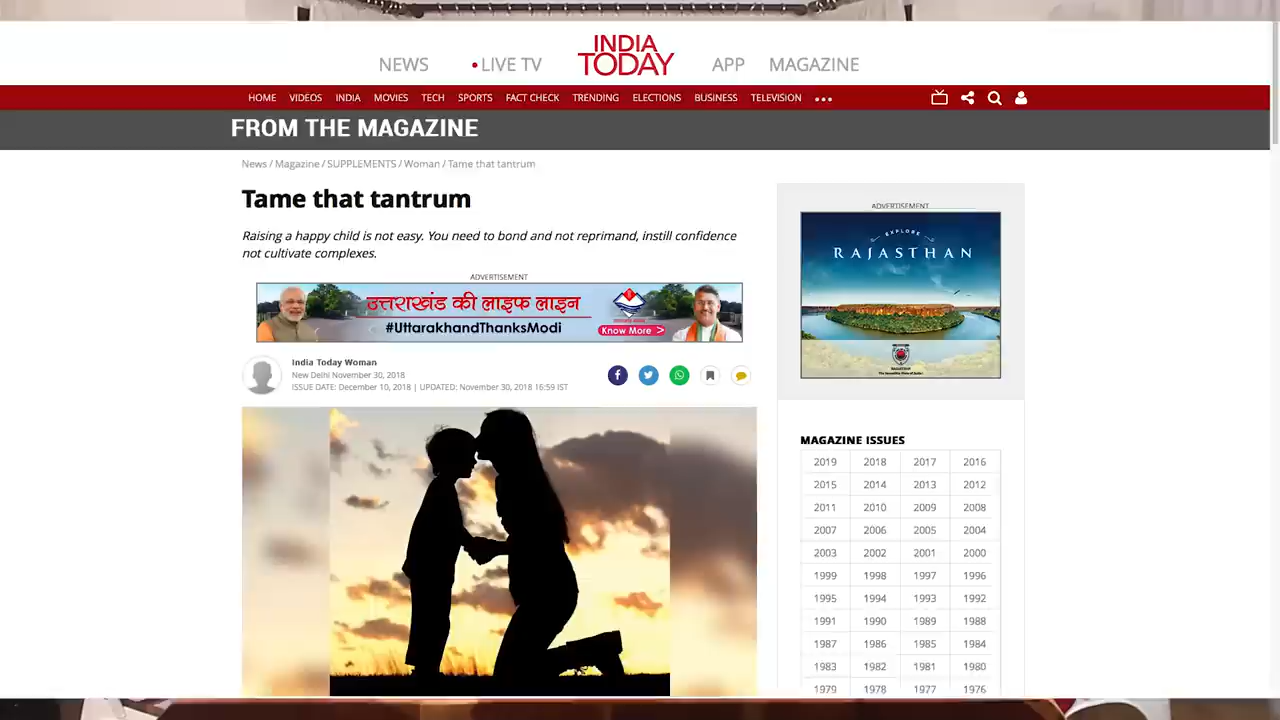 NEWS
LIVE TV
INDIA
TODAY
APP
MAGAZINE
HOME VIDEOS INDIA MOVIES TECH SPORTS FACT CHECK TRENDING ELECTIONS BUSINESS TELEVISION
FROM THE MAGAZINE
News / Magazine / SUPPLEMENTS / Woman / Tame that tantrum
Tame that tantrum
Raising a happy child is not easy. You need to bond and not reprimand, instill confidence
not cultivate complexes.
ADVERTISEMENT
उत्तराखंड की लाइफ लाइन
#UttarakhandThanksModi
Know More >
India Today Woman
New Delhi November 30, 2018
ISSUE DATE: December 10, 2018 | UPDATED: November 30, 2018 16:59 IST
ADVERTISEMENT
EXPLORE
RAJASTHAN
RAJASTHAN
MAGAZINE ISSUES
2019 2018 2017 2016
2015 2014 2013 2012
2011 2010 2009 2008
2007 2006 2005 2004
2003 2002 2001 2000
1999 1998 1997 1996
1995 1994 1993 1992
1991 1990 1989 1988
1987 1986 1985 1984
1983 1982 1981 1980
1979 1978 1977 1976